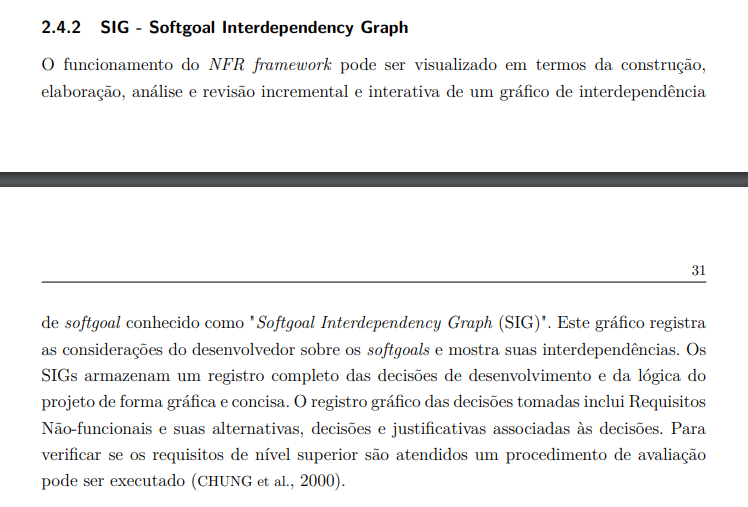 2.4.2 SIG - Softgoal Interdependency Graph
O funcionamento do NFR framework pode ser visualizado em termos da construção,
elaboração, análise e revisão incremental e interativa de um gráfico de interdependência
31
de softgoal conhecido como "Softgoal Interdependency Graph (SIG)". Este gráfico registra
as considerações do desenvolvedor sobre os softgoals e mostra suas interdependências. Os
SIGs armazenam um registro completo das decisões de desenvolvimento e da lógica do
projeto de forma gráfica e concisa. O registro gráfico das decisões tomadas inclui Requisitos
Não-funcionais e suas alternativas, decisões e justificativas associadas às decisões. Para
verificar se os requisitos de nível superior são atendidos um procedimento de avaliação
pode ser executado (CHUNG et al., 2000).